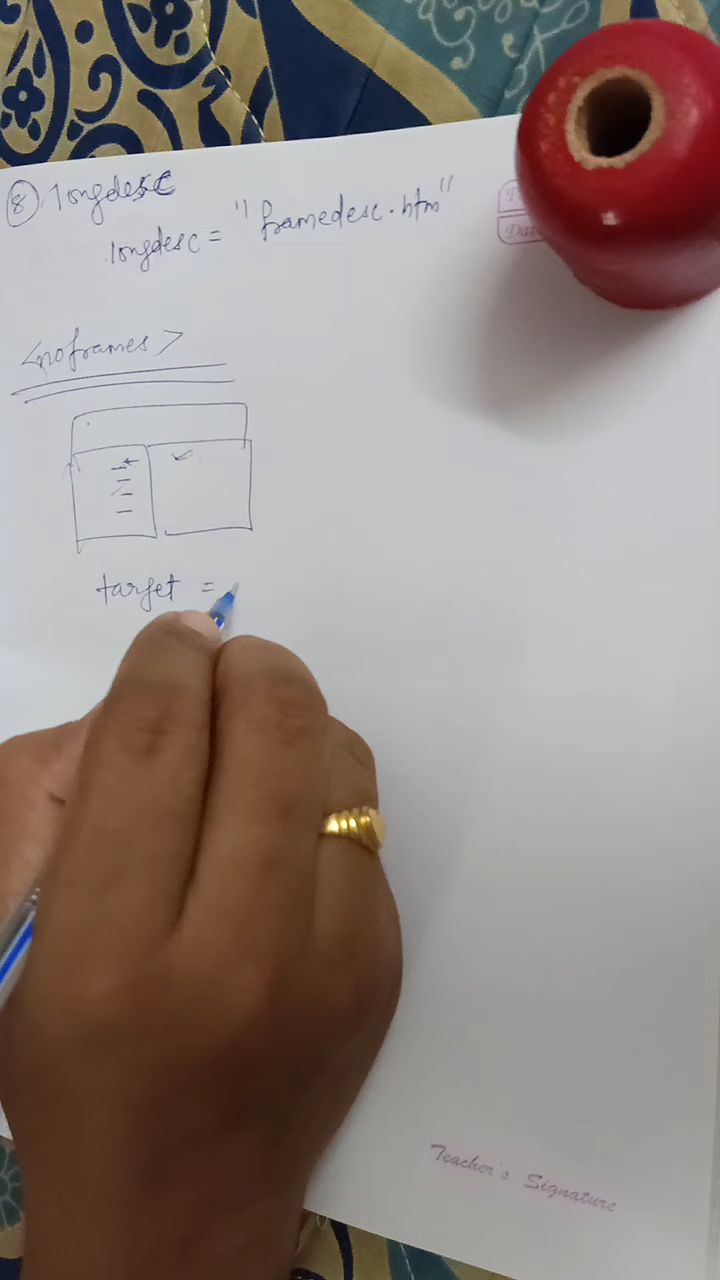 ⑧ longdesc
longdesc = "framedesc.htm"
<noframes>
target =
Teacher's Signature